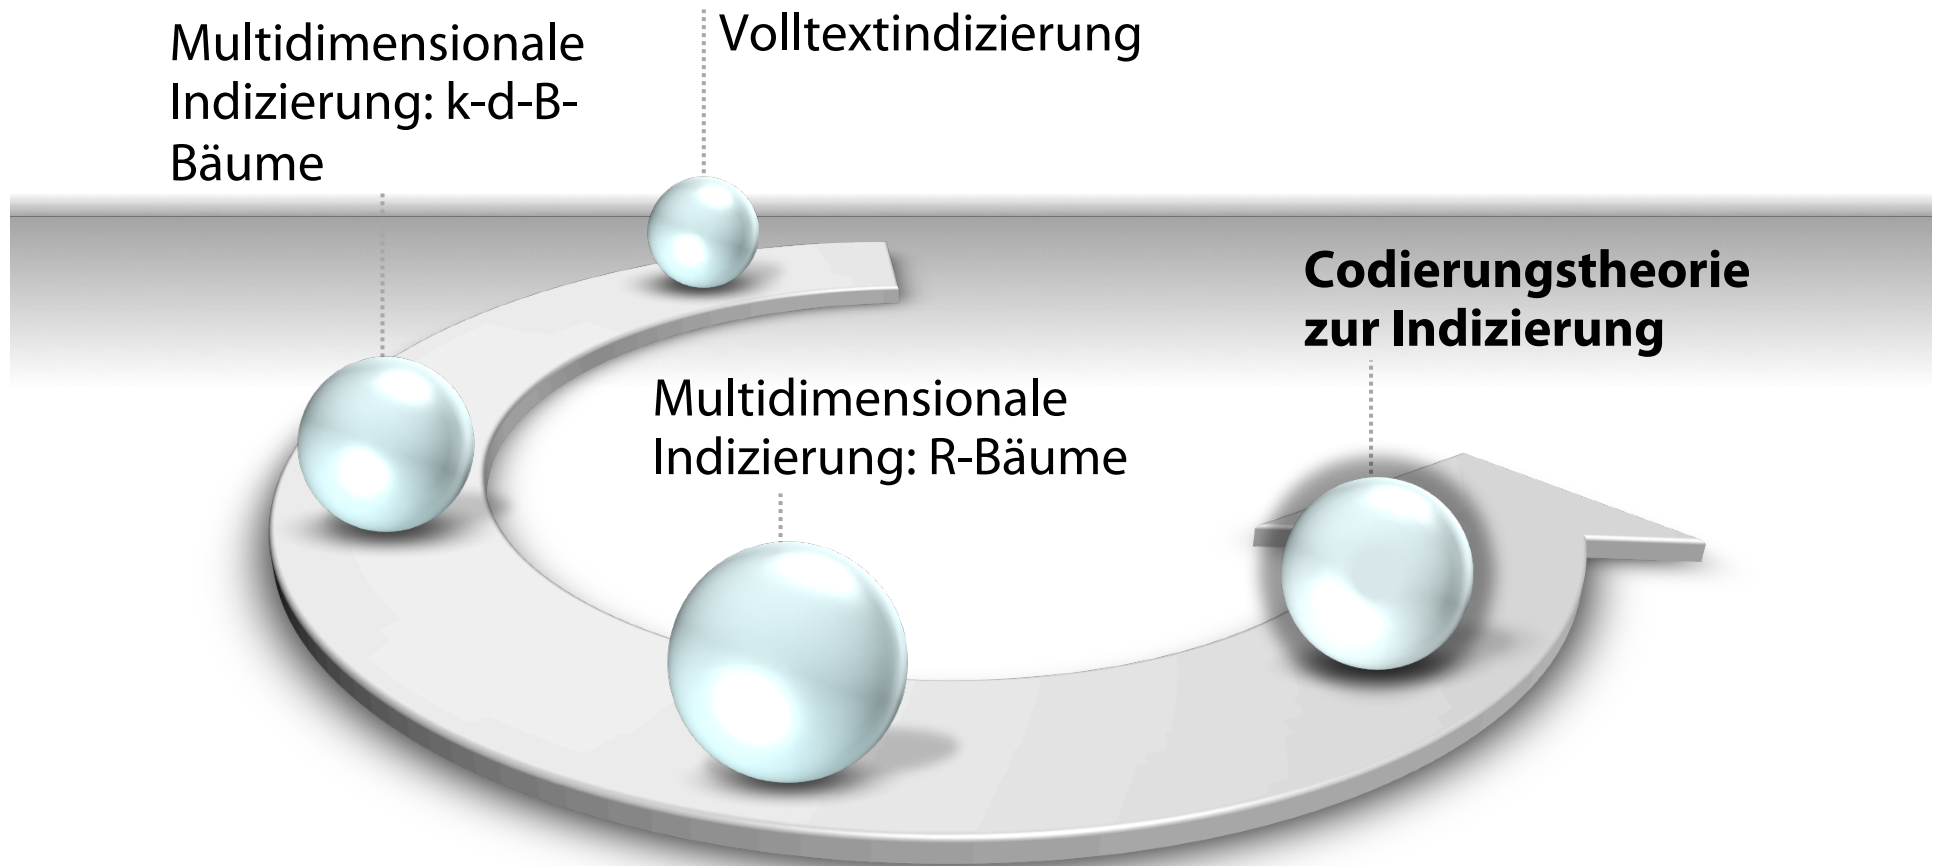 Volltextindizierung
Multidimensionale
Indizierung: k-d-B-
Bäume
Multidimensionale
Indizierung: R-Bäume
Codierungstheorie
zur Indizierung